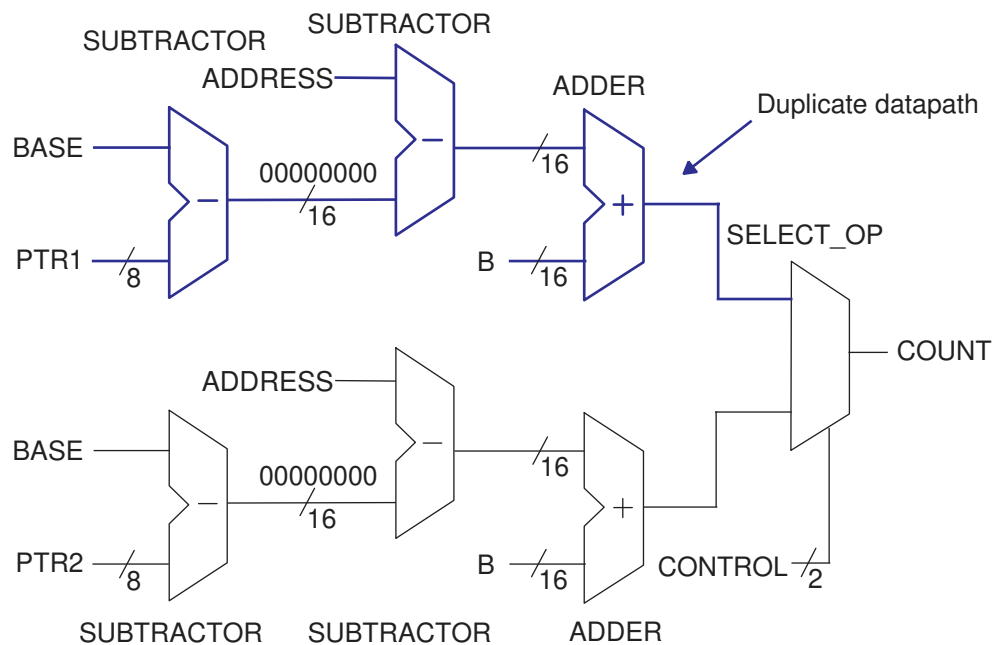 SUBTRACTOR
SUBTRACTOR
ADDRESS
ADDER
Duplicate datapath
BASE
00000000
16
16
PTR1
8
B
16
SELECT_OP
COUNT
ADDRESS
BASE
00000000
16
16
PTR2
8
B
16
CONTROL
2
SUBTRACTOR
SUBTRACTOR
ADDER
−
−
+
−
−
+